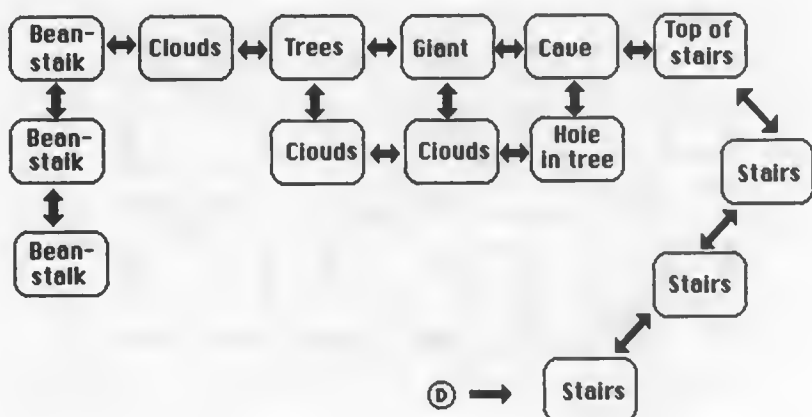 Bean-
stalk
Clouds
Trees
Giant
Cave
Top of
stairs
Bean-
stalk
Clouds
Clouds
Hole
in tree
Stairs
Bean-
stalk
Stairs
D
Stairs